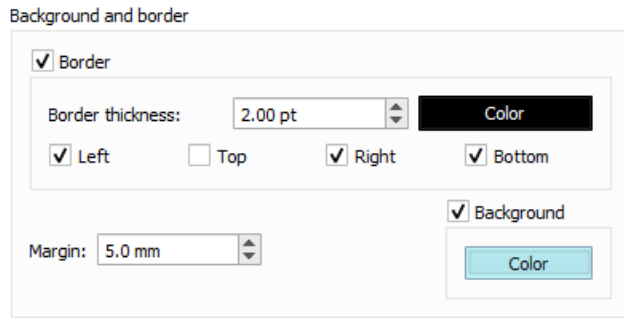 Background and border
Border
Border thickness: 2.00 pt Color
Left Top Right Bottom
Background
Margin: 5.0 mm
Color